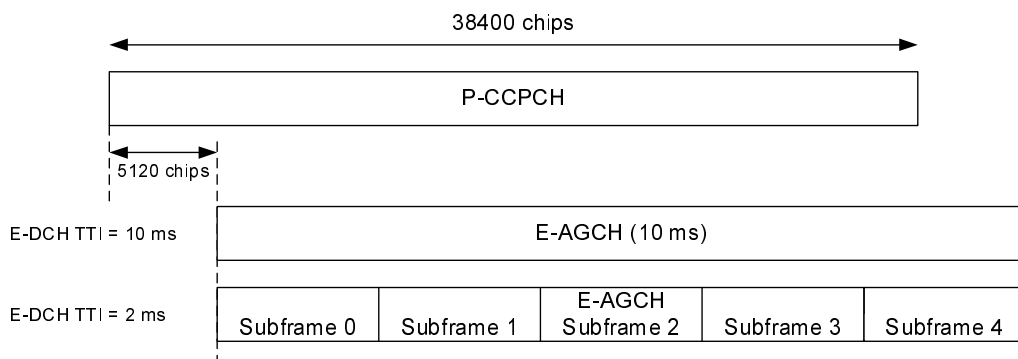 38400 chips
P-CCPCH
5120 chips
E-DCH TTI = 10 ms
E-AGCH (10 ms)
E-DCH TTI = 2 ms
E-AGCH
Subframe 0 Subframe 1 Subframe 2 Subframe 3 Subframe 4